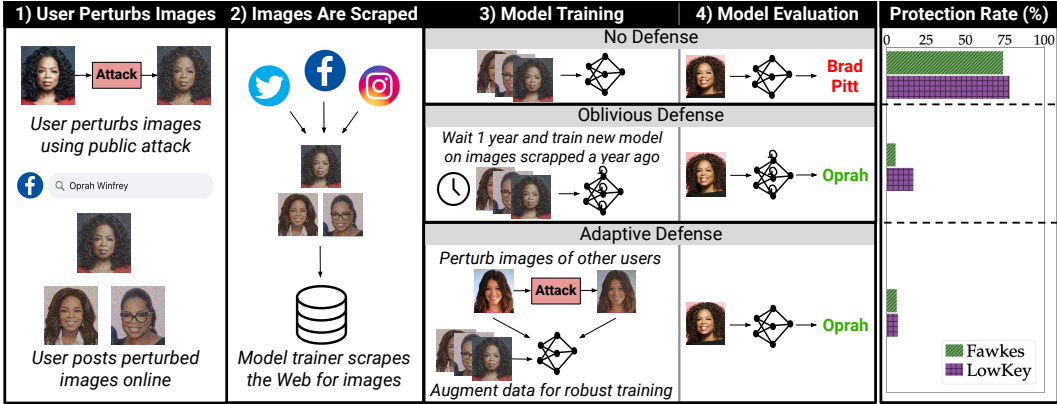 1) User Perturbs Images
Attack
User perturbs images
using public attack
Oprah Winfrey
User posts perturbed
images online
2) Images Are Scraped
Model trainer scrapes
the Web for images
3) Model Training
4) Model Evaluation
No Defense
Brad
Pitt
Oblivious Defense
Wait 1 year and train new model
on images scrapped a year ago
Oprah
Adaptive Defense
Perturb images of other users
Attack
Augment data for robust training
Oprah
Protection Rate (%)
0 25 50 75 100
Fawkes
LowKey